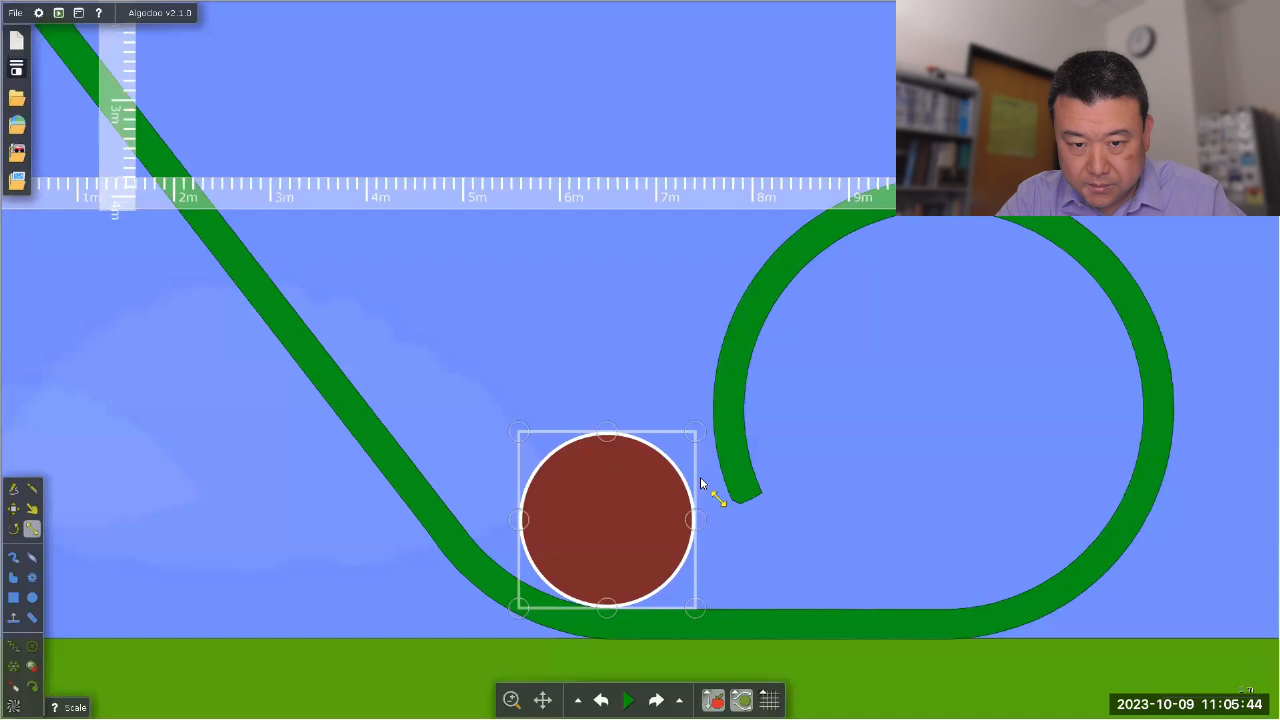 File ? Algodoo v2.1.0
3m
1m 2m 3m 4m 5m 6m 7m 8m 9m
4m
? Scale
2023-10-09 11:05:44